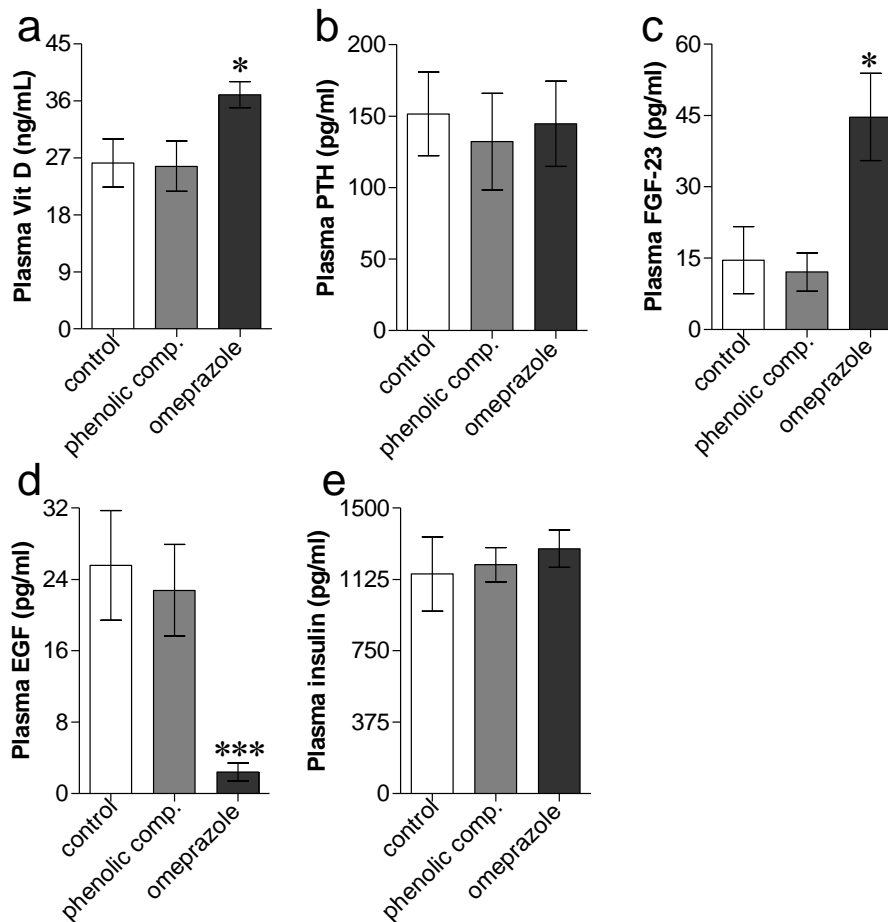 a
Plasma Vit D (ng/mL)
45
36
27
18
9
0
*
control
phenolic comp.
omeprazole
b
Plasma PTH (pg/ml)
200
150
100
50
0
control
phenolic comp.
omeprazole
c
Plasma FGF-23 (pg/ml)
60
45
30
15
0
*
control
phenolic comp.
omeprazole
d
Plasma EGF (pg/ml)
32
24
16
8
0
***
control
phenolic comp.
omeprazole
e
Plasma insulin (pg/ml)
1500
1125
750
375
0
control
phenolic comp.
omeprazole